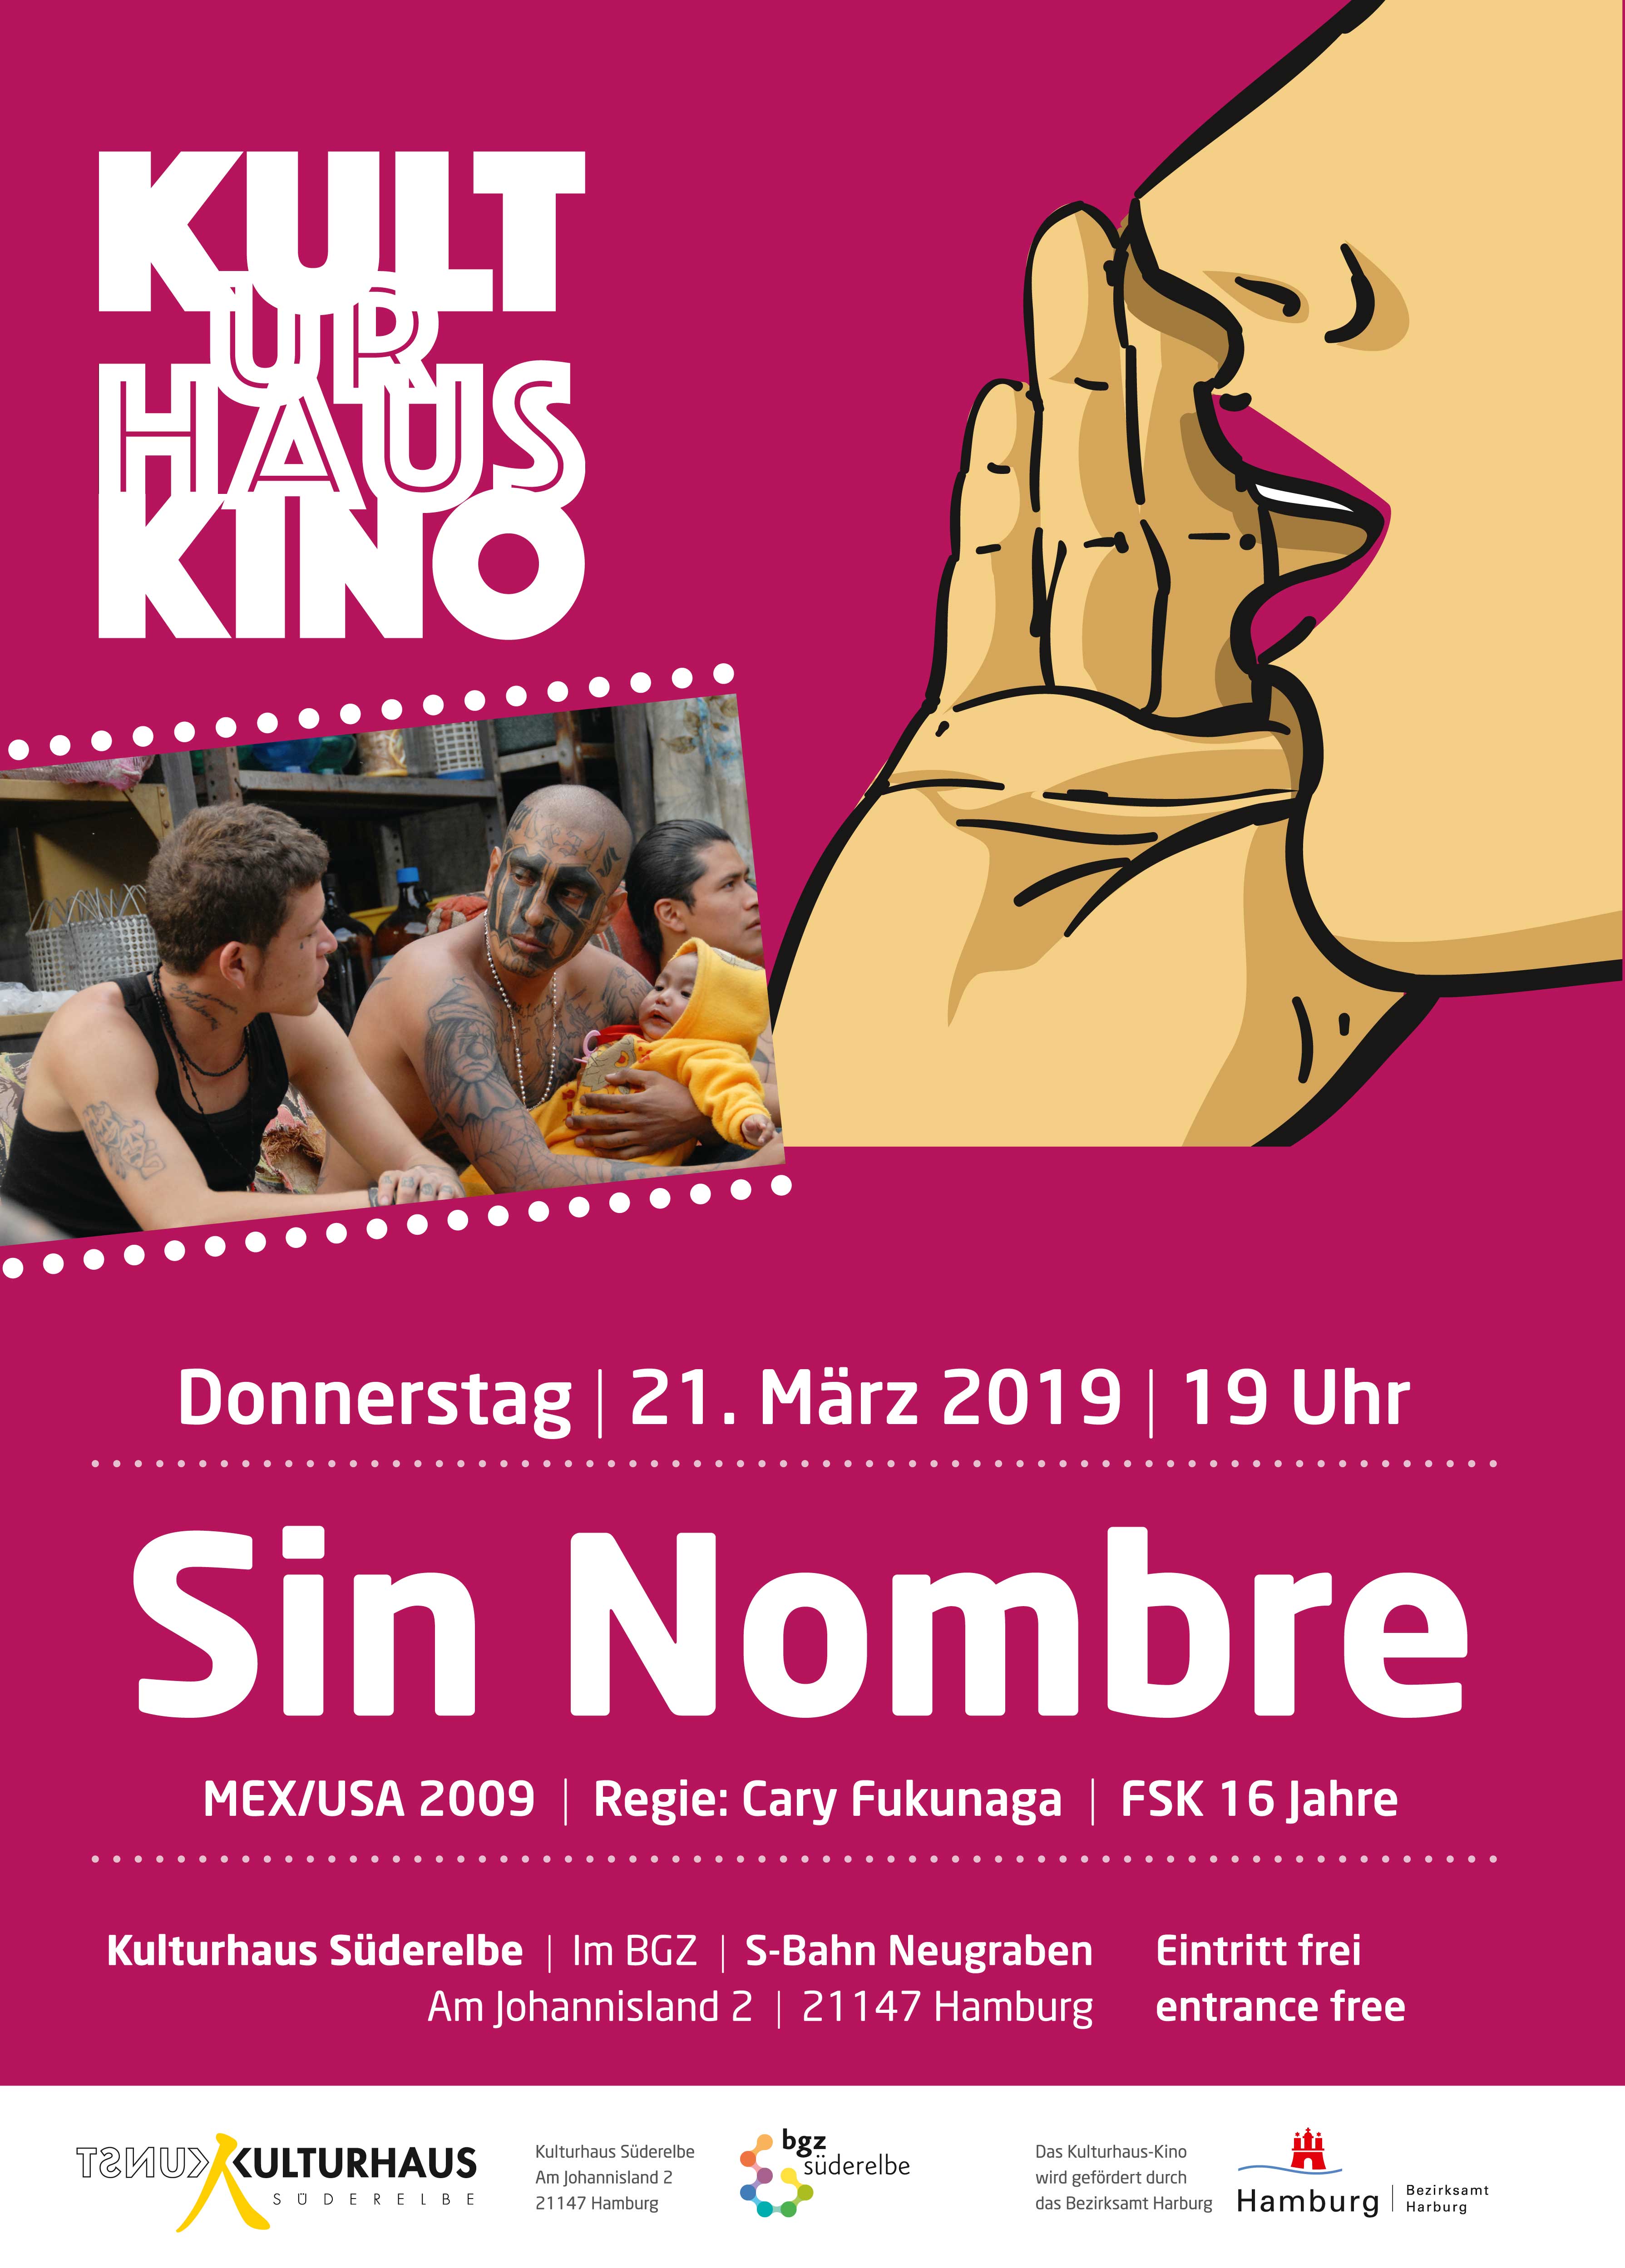 KULT
UR
HAUS
KINO
Donnerstag | 21. März 2019 | 19 Uhr
Sin Nombre
MEX/USA 2009 | Regie: Cary Fukunaga | FSK 16 Jahre
Kulturhaus Süderelbe | Im BGZ | S-Bahn Neugraben
Am Johannisland 2 | 21147 Hamburg
Eintritt frei
entrance free
KUNST KULTURHAUS
SÜDERELBE
Kulturhaus Süderelbe
Am Johannisland 2
21147 Hamburg
bgz
süderelbe
Das Kulturhaus-Kino
wird gefördert durch
das Bezirksamt Harburg
Hamburg | Bezirksamt
Harburg